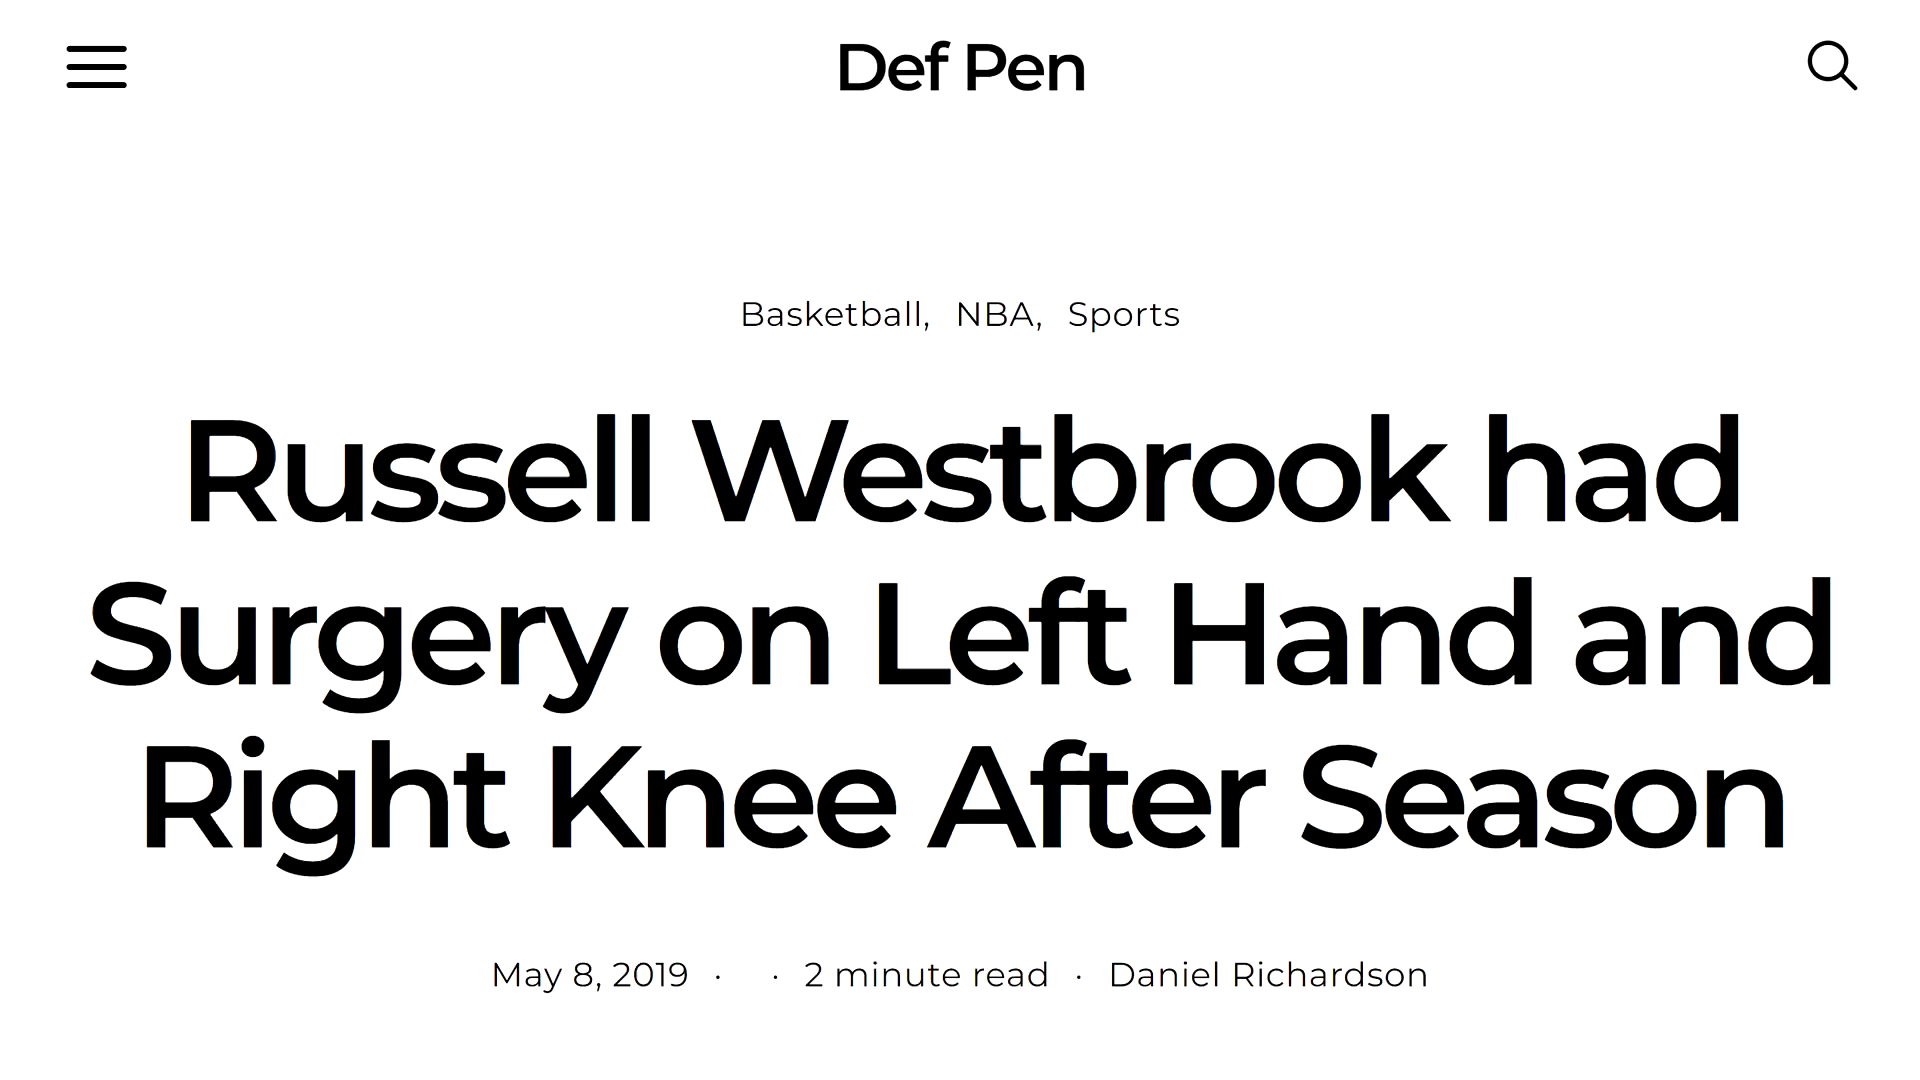 Def Pen
Basketball, NBA, Sports
Russell Westbrook had
Surgery on Left Hand and
Right Knee After Season
May 8, 2019 · · 2 minute read · Daniel Richardson